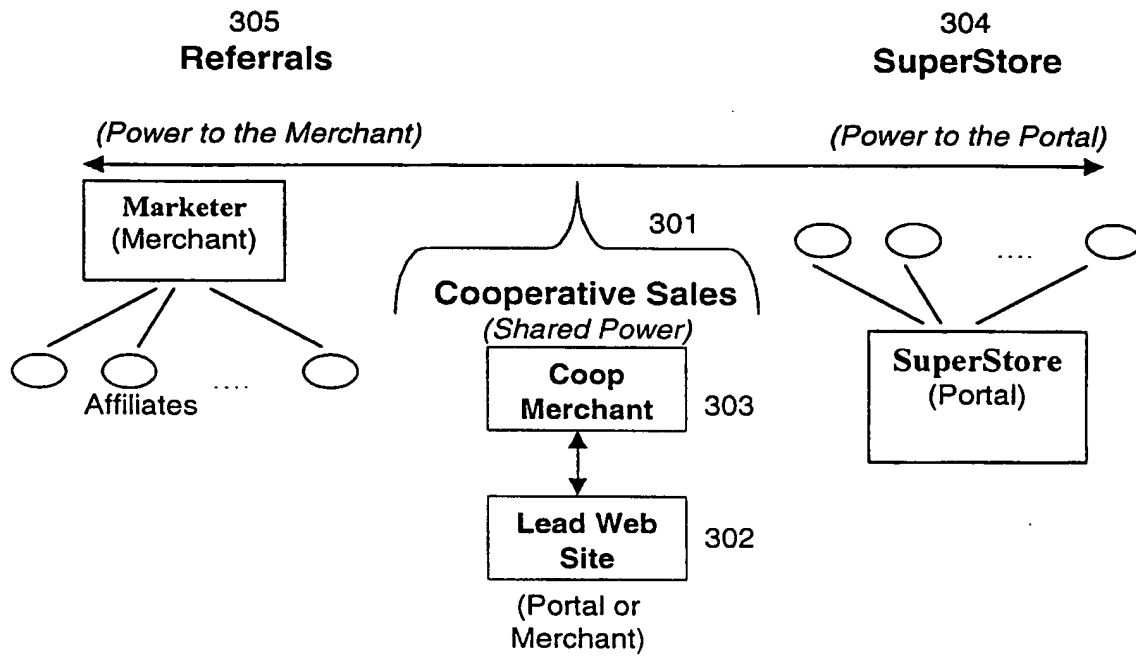 305
Referrals
304
SuperStore
(Power to the Merchant)
(Power to the Portal)
Marketer
(Merchant)
....
Affiliates
301
Cooperative Sales
(Shared Power)
Coop
Merchant
303
Lead Web
Site
302
(Portal or
Merchant)
....
SuperStore
(Portal)